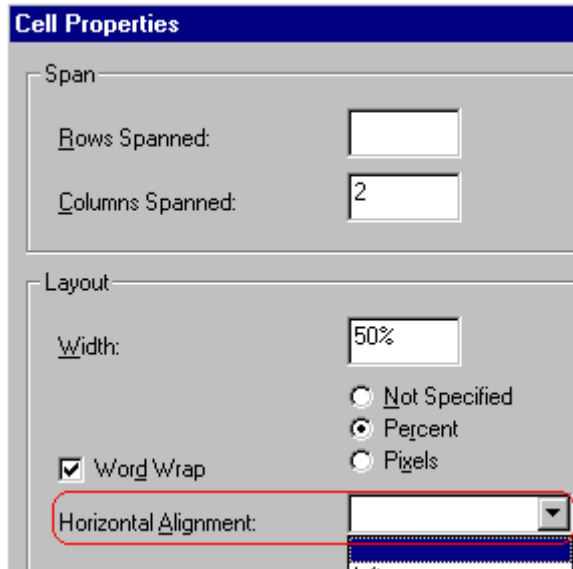 Cell Properties
Span
Rows Spanned:
Columns Spanned: 2
Layout
Width: 50%
Not Specified
Percent
Word Wrap
Pixels
Horizontal Alignment: